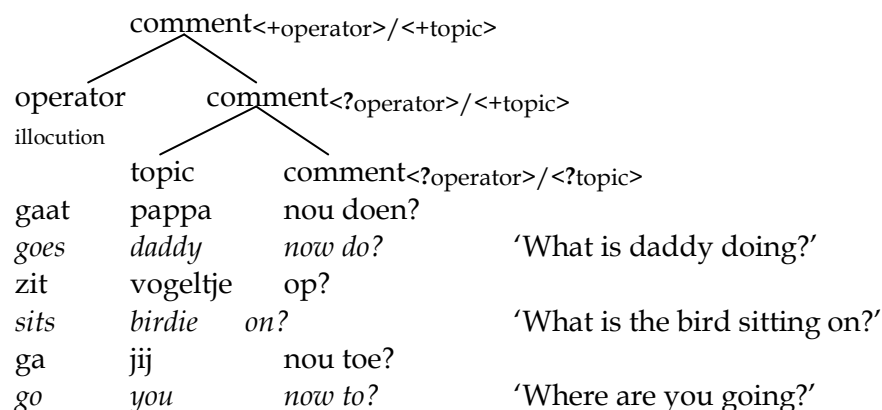 comment<+operator>/<+topic>
operator comment<?operator>/<+topic>
illocution
topic comment<?operator>/<?topic>
gaat pappa nou doen?
goes daddy now do? ‘What is daddy doing?’
zit vogeltje op?
sits birdie on? ‘What is the bird sitting on?’
ga jij nou toe?
go you now to? ‘Where are you going?’